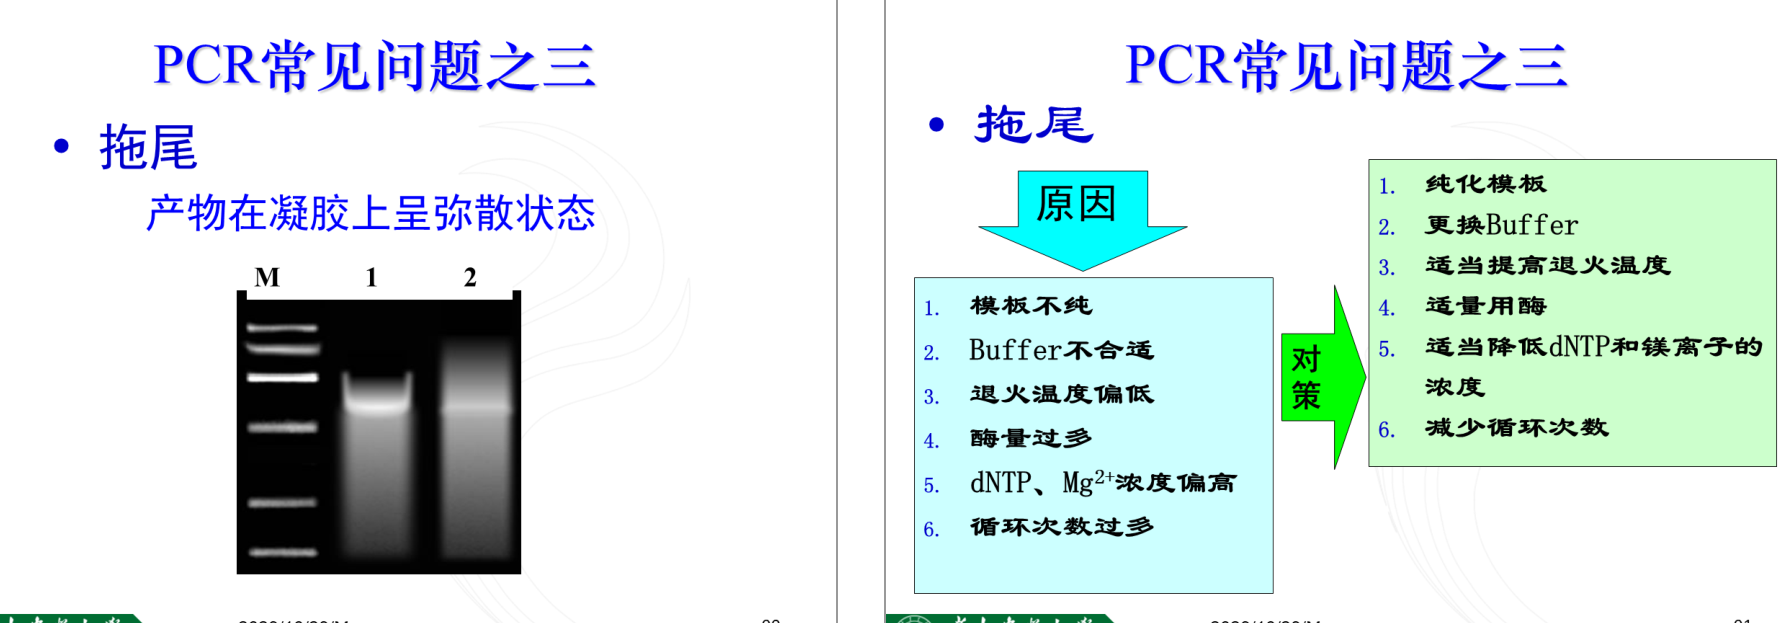 PCR常见问题之三
• 拖尾
产物在凝胶上呈弥散状态
M 1 2
PCR常见问题之三
• 拖尾
原因
1. 模板不纯
2. Buffer不合适
3. 退火温度偏低
4. 酶量过多
5. dNTP、Mg²⁺浓度偏高
6. 循环次数过多
对
策
1. 纯化模板
2. 更换Buffer
3. 适当提高退火温度
4. 适量用酶
5. 适当降低dNTP和镁离子的
浓度
6. 减少循环次数